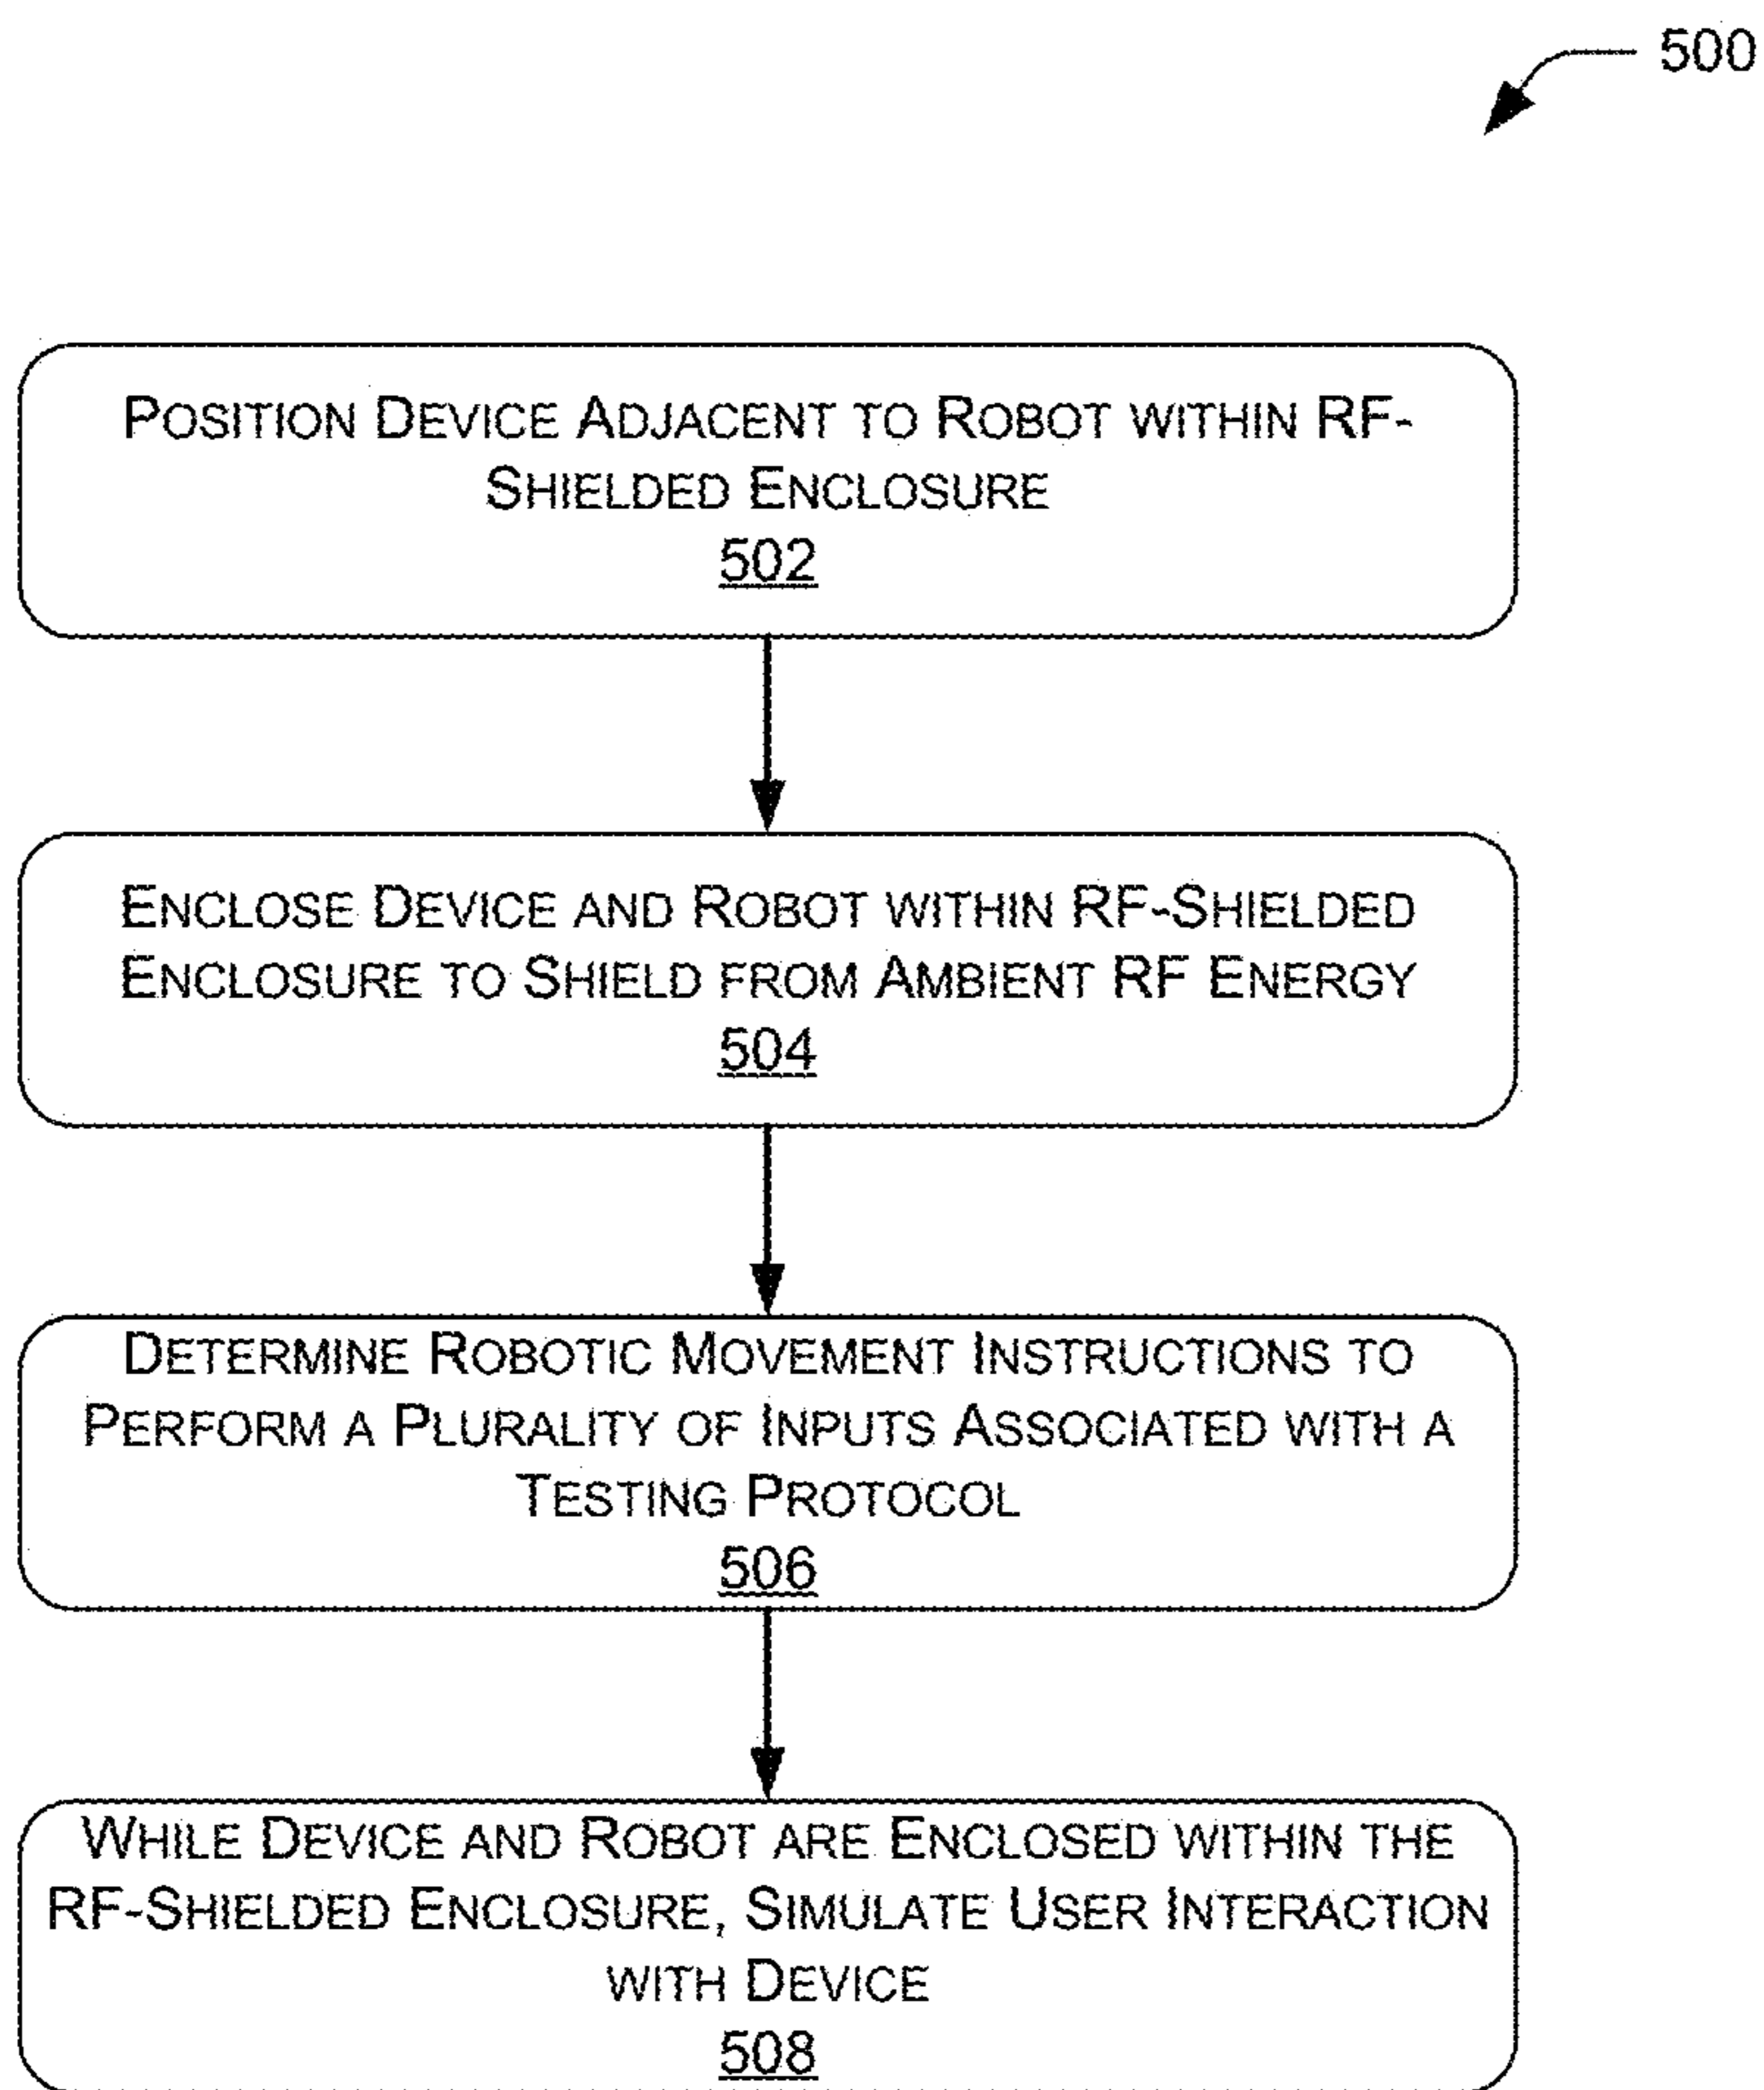 500
Position Device Adjacent to Robot within RF-
Shielded Enclosure
502
Enclose Device and Robot within RF-Shielded
Enclosure to Shield from Ambient RF Energy
504
Determine Robotic Movement Instructions to
Perform a Plurality of Inputs Associated with a
Testing Protocol
506
While Device and Robot are Enclosed within the
RF-Shielded Enclosure, Simulate User Interaction
with Device
508